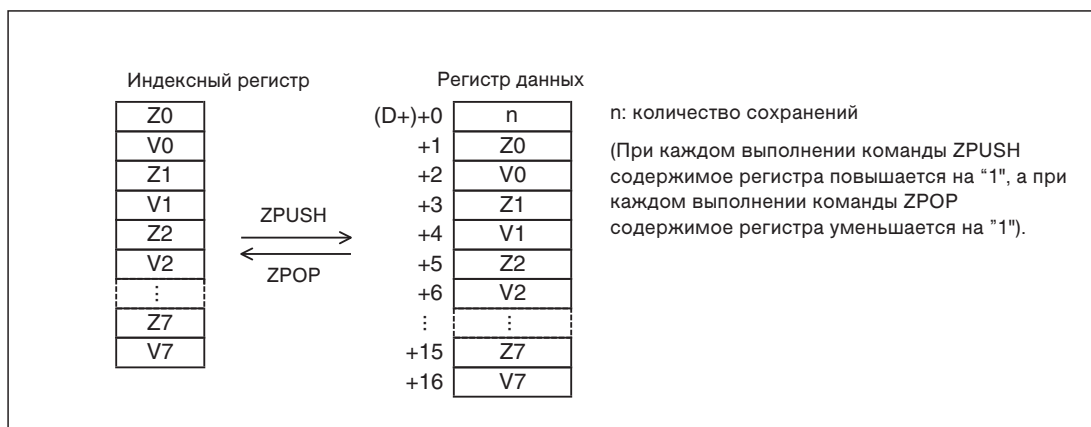 Индексный регистр
Z0
V0
Z1
V1
Z2
V2
⋮
Z7
V7
ZPUSH
ZPOP
Регистр данных
(D+)+0 n
+1 Z0
+2 V0
+3 Z1
+4 V1
+5 Z2
+6 V2
⋮ ⋮
+15 Z7
+16 V7
n: количество сохранений
(При каждом выполнении команды ZPUSH
содержимое регистра повышается на “1", а при
каждом выполнении команды ZPOP
содержимое регистра уменьшается на ”1").